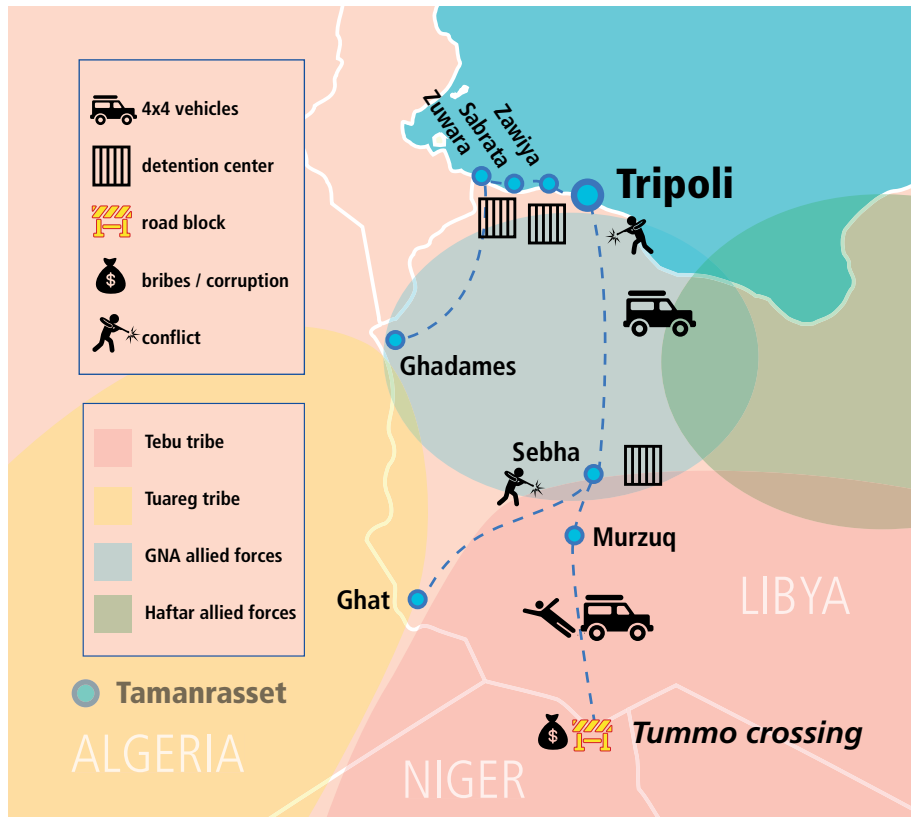 4x4 vehicles
detention center
road block
$
bribes / corruption
conflict
Tebu tribe
Tuareg tribe
GNA allied forces
Haftar allied forces
Zuwara
Sabrata
Zawiya
Tripoli
Ghadames
Sebha
Murzuq
Ghat
LIBYA
Tamanrasset
ALGERIA
$
Tummo crossing
NIGER